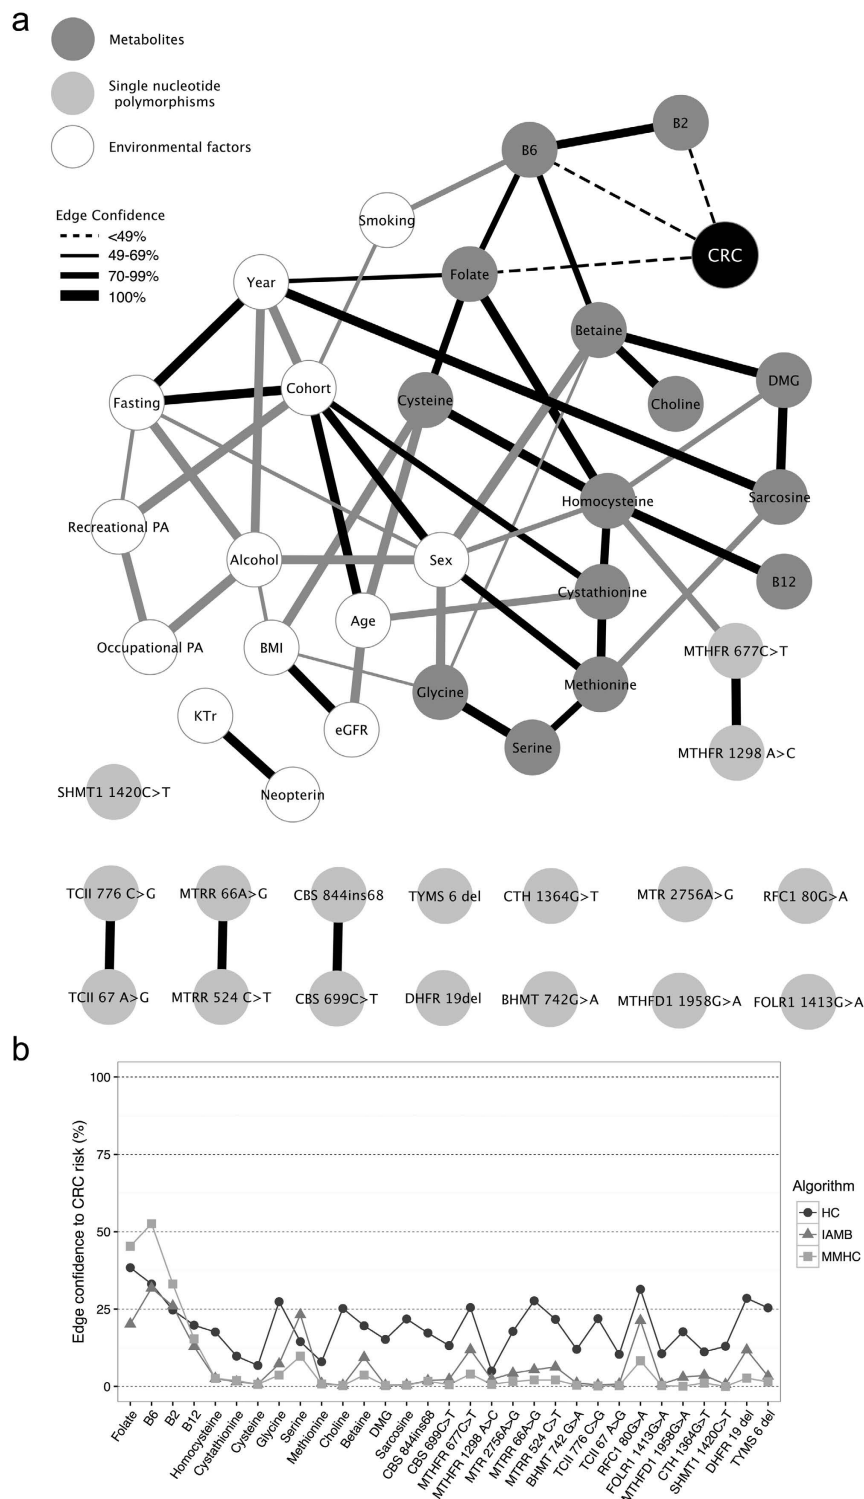 a
Metabolites
Single nucleotide
polymorphisms
Environmental factors
Edge Confidence
<49%
49-69%
70-99%
100%
B2
B6
Smoking
CRC
Folate
Year
Betaine
DMG
Cohort
Fasting
Cysteine
Choline
Sarcosine
Homocysteine
Recreational PA
Alcohol
Sex
B12
Cystathionine
Age
Occupational PA
BMI
MTHFR 677C>T
Methionine
Glycine
KTr
eGFR
Serine
MTHFR 1298 A>C
SHMT1 1420C>T
Neopterin
TCII 776 C>G
MTRR 66A>G
CBS 844ins68
TYMS 6 del
CTH 1364G>T
MTR 2756A>G
RFC1 80G>A
TCII 67 A>G
MTRR 524 C>T
CBS 699C>T
DHFR 19del
BHMT 742G>A
MTHFD1 1958G>A
FOLR1 1413G>A
b
Edge confidence to CRC risk (%)
100
75
50
25
0
Algorithm
HC
IAMB
MMHC
Folate
B6
B2
B12
Homocysteine
Cystathionine
Cysteine
Glycine
Serine
Methionine
Choline
Betaine
DMG
Sarcosine
CBS 844ins68
CBS 699C>T
MTHFR 677C>T
MTHFR 1298 A>C
MTR 2756A>G
MTRR 66A>G
MTRR 524 C>T
BHMT 742 G>A
TCII 776 C>G
TCII 67 A>G
RFC1 80G>A
FOLR1 1413G>A
MTHFD1 1958G>A
CTH 1364G>T
SHMT1 1420C>T
DHFR 19 del
TYMS 6 del